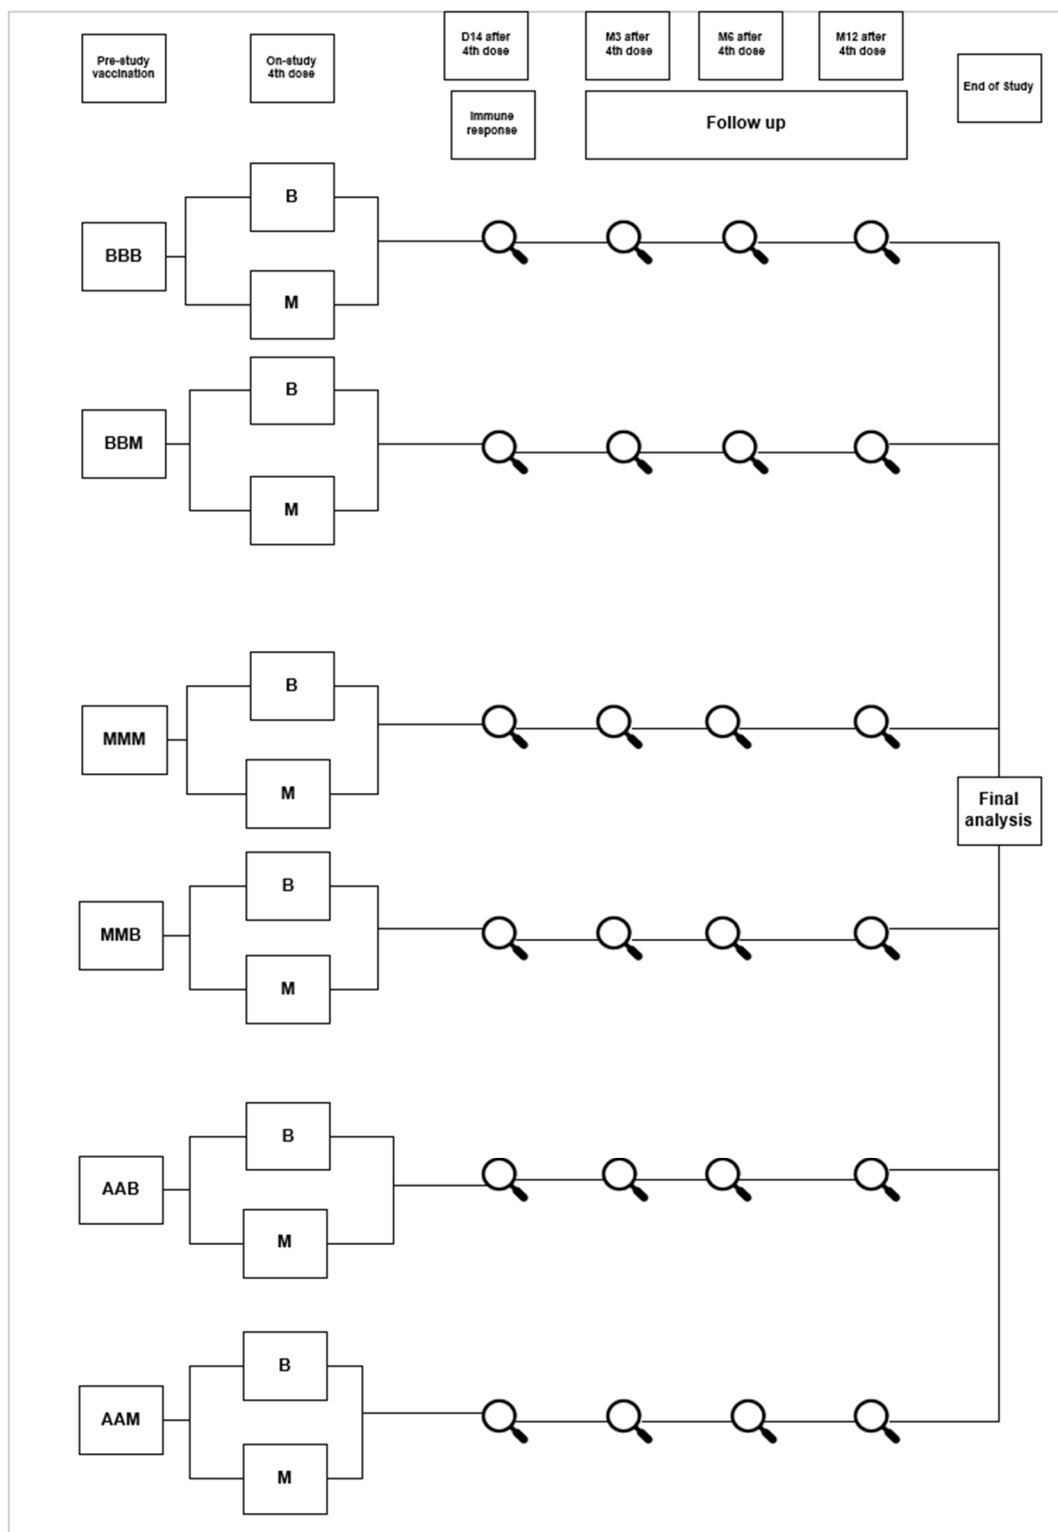 Pre-study
vaccination
On-study
4th dose
D14 after
4th dose
M3 after
4th dose
M6 after
4th dose
M12 after
4th dose
End of Study
Immune
response
Follow up
BBB
B
M
BBM
B
M
MMM
B
M
Final
analysis
MMB
B
M
AAB
B
M
AAM
B
M